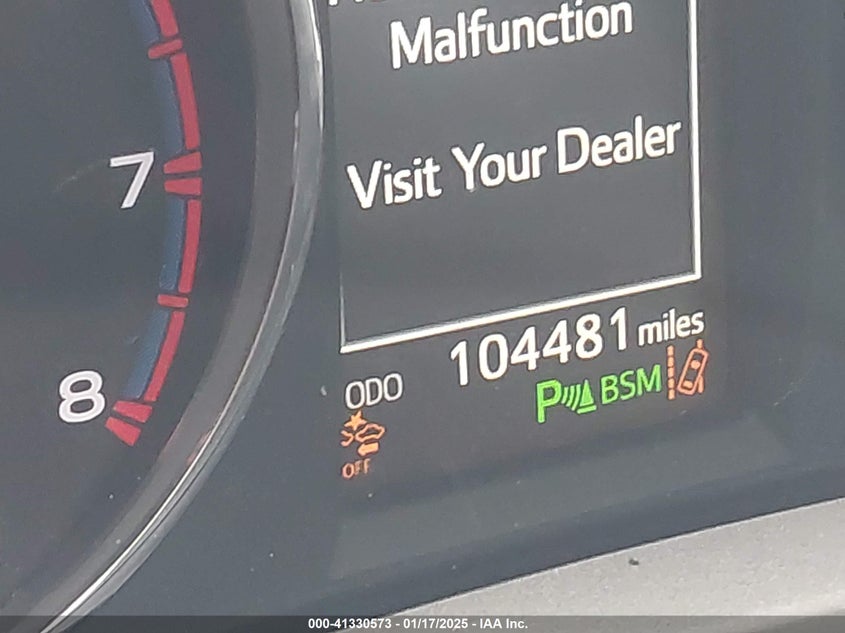 Malfunction
Visit Your Dealer
7
104481 miles
8
ODO
P BSM
OFF
000-41330573 - 01/17/2025 - IAA Inc.